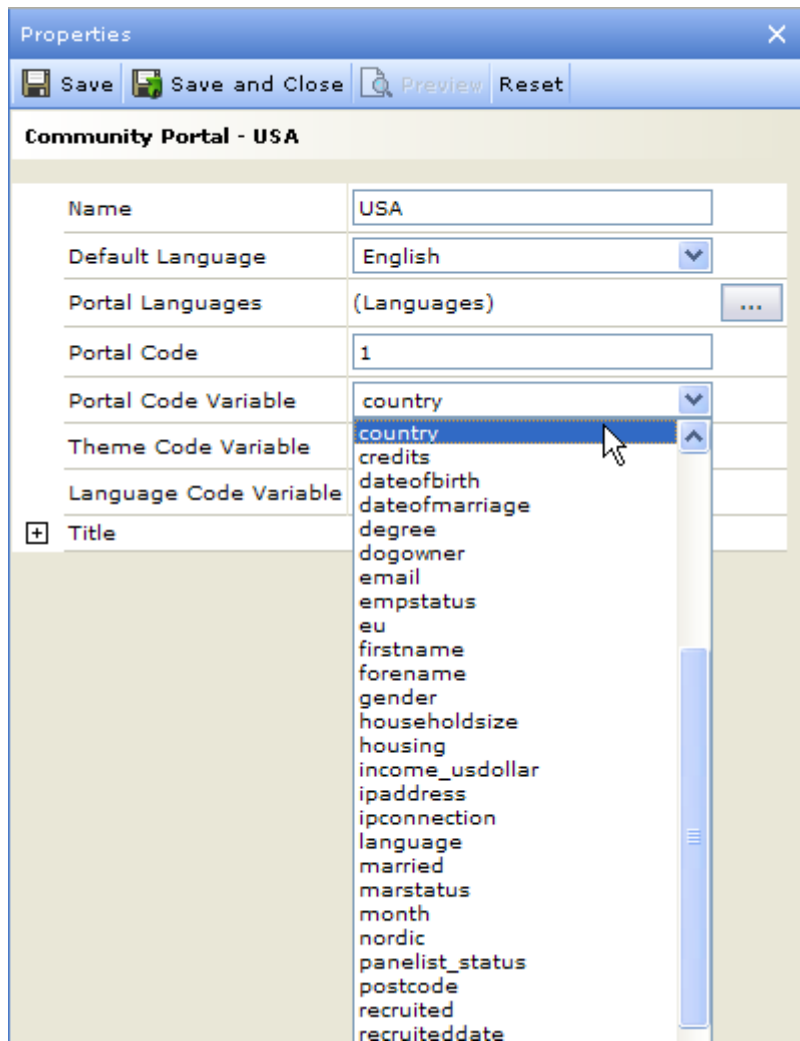 Properties
Save Save and Close Preview Reset
Community Portal - USA
Name USA
Default Language English
Portal Languages (Languages) ...
Portal Code 1
Portal Code Variable country
Theme Code Variable
Language Code Variable
Title
country
credits
dateofbirth
dateofmarriage
degree
dogowner
email
empstatus
eu
firstname
forename
gender
householdsize
housing
income_usdollar
ipaddress
ipconnection
language
married
marstatus
month
nordic
panelist_status
postcode
recruited
recruiteddate